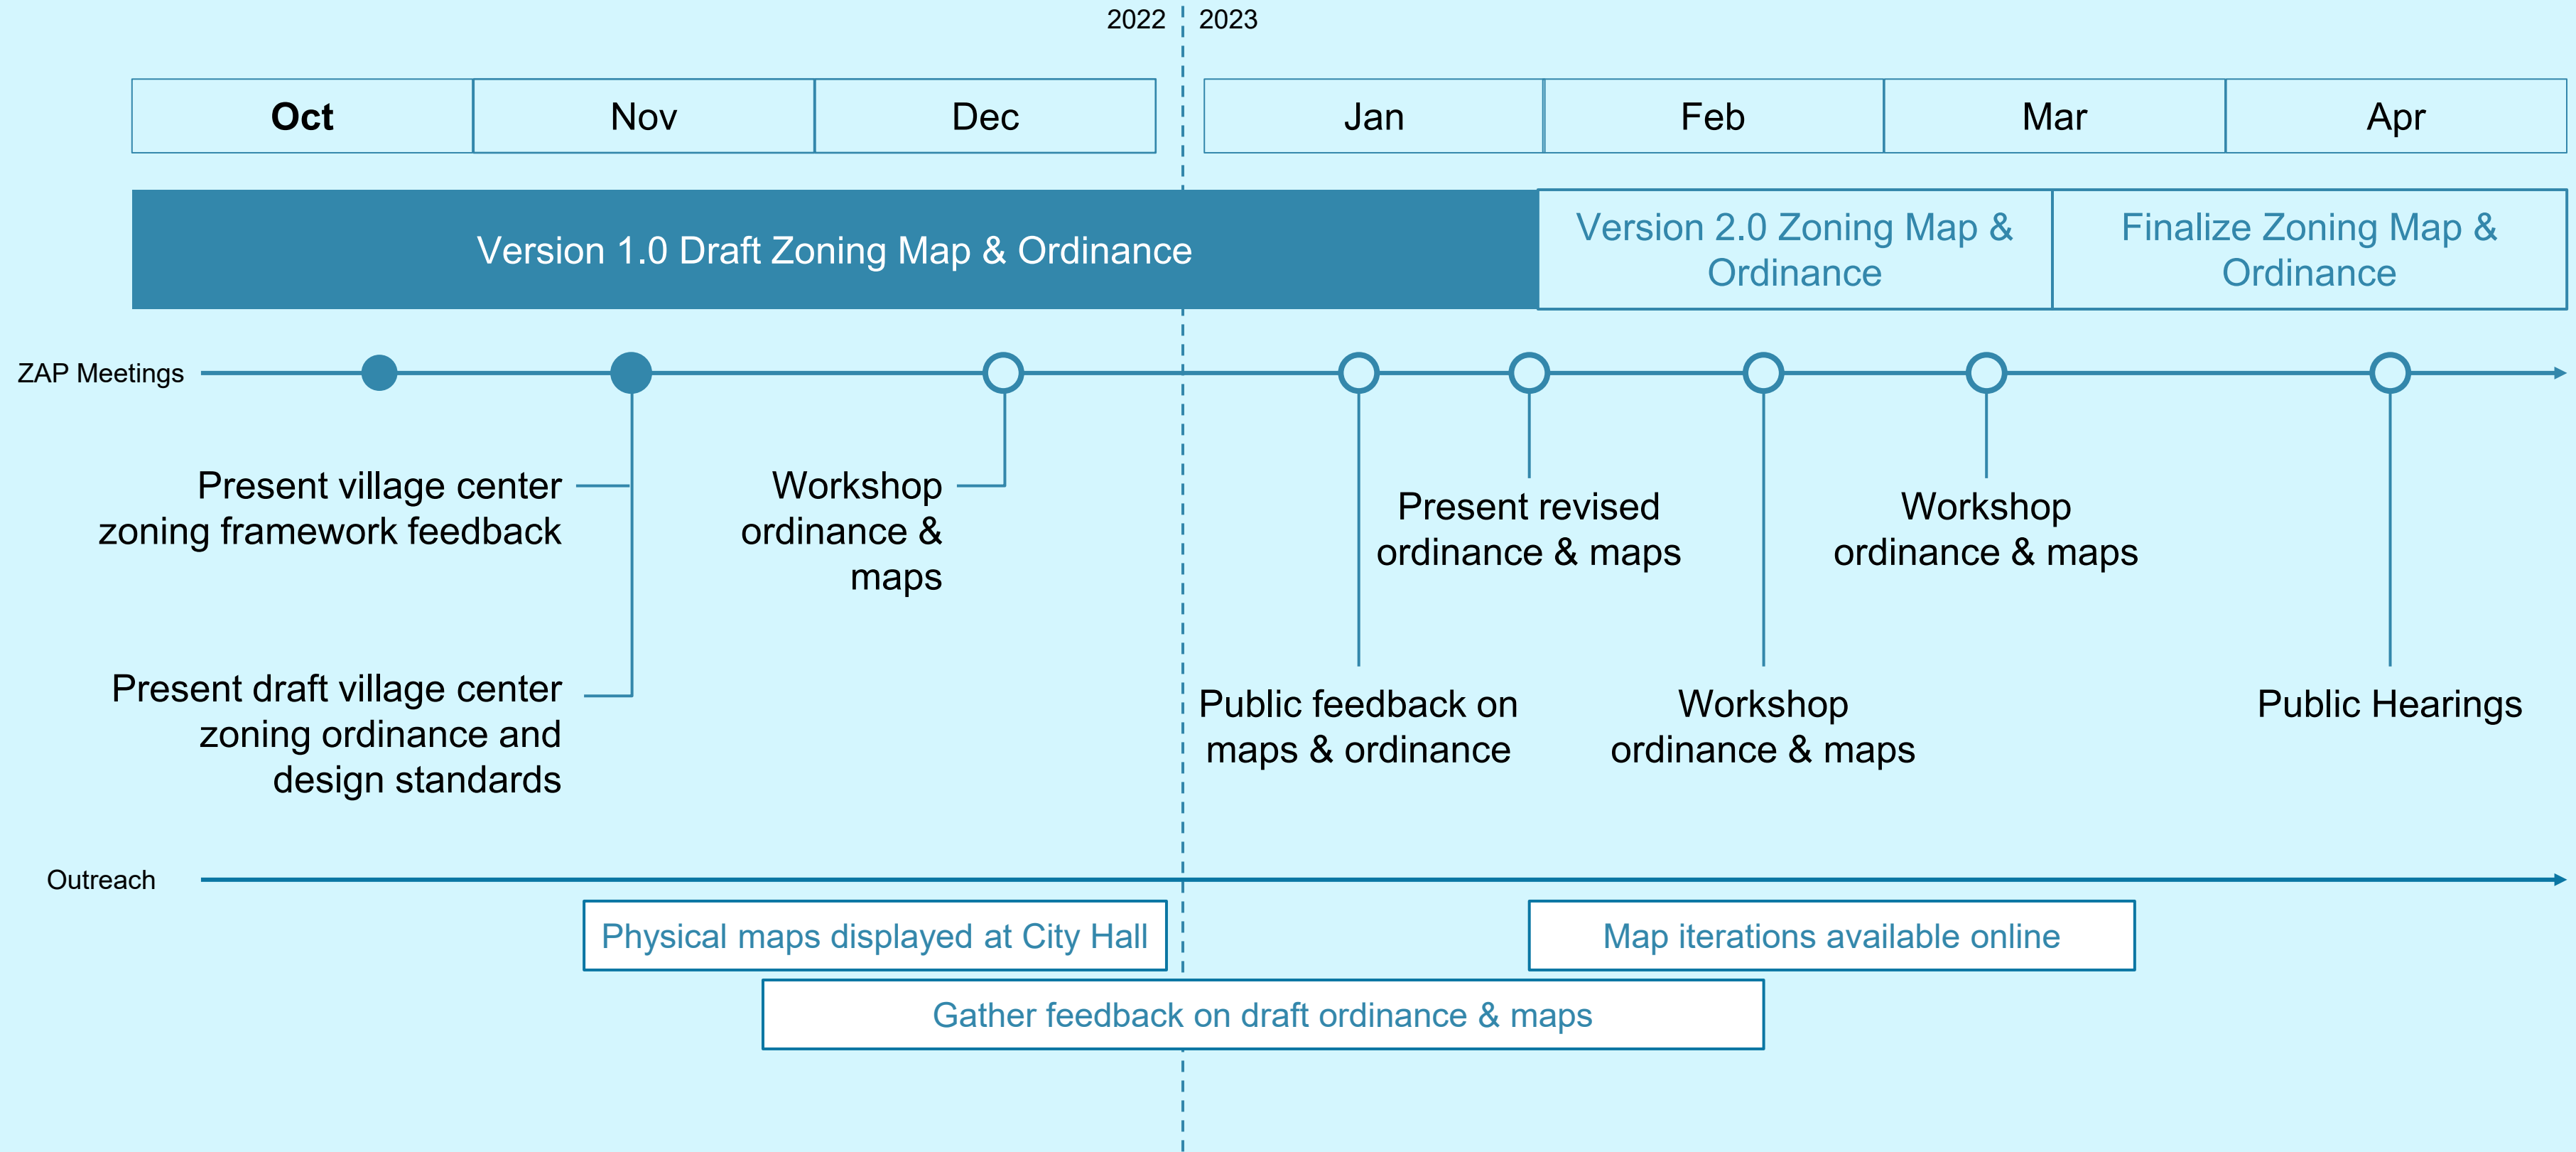 2022
2023
Oct
Nov
Dec
Jan
Feb
Mar
Apr
Version 1.0 Draft Zoning Map & Ordinance
Version 2.0 Zoning Map &
Ordinance
Finalize Zoning Map &
Ordinance
ZAP Meetings
Present village center
zoning framework feedback
Present draft village center
zoning ordinance and
design standards
Workshop
ordinance &
maps
Public feedback on
maps & ordinance
Present revised
ordinance & maps
Workshop
ordinance & maps
Workshop
ordinance & maps
Public Hearings
Outreach
Physical maps displayed at City Hall
Map iterations available online
Gather feedback on draft ordinance & maps